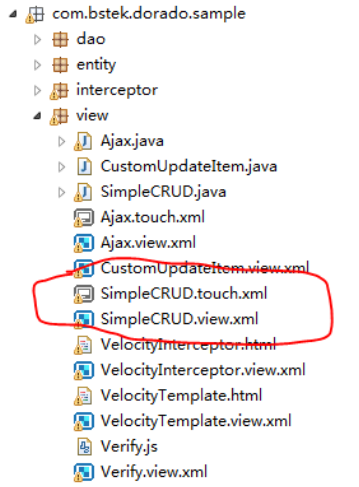 com.bstek.dorado.sample
dao
entity
interceptor
view
Ajax.java
CustomUpdateItem.java
SimpleCRUD.java
Ajax.touch.xml
Ajax.view.xml
CustomUpdateItem.view.xml
SimpleCRUD.touch.xml
SimpleCRUD.view.xml
VelocityInterceptor.html
VelocityInterceptor.view.xml
VelocityTemplate.html
VelocityTemplate.view.xml
Verify.js
Verify.view.xml